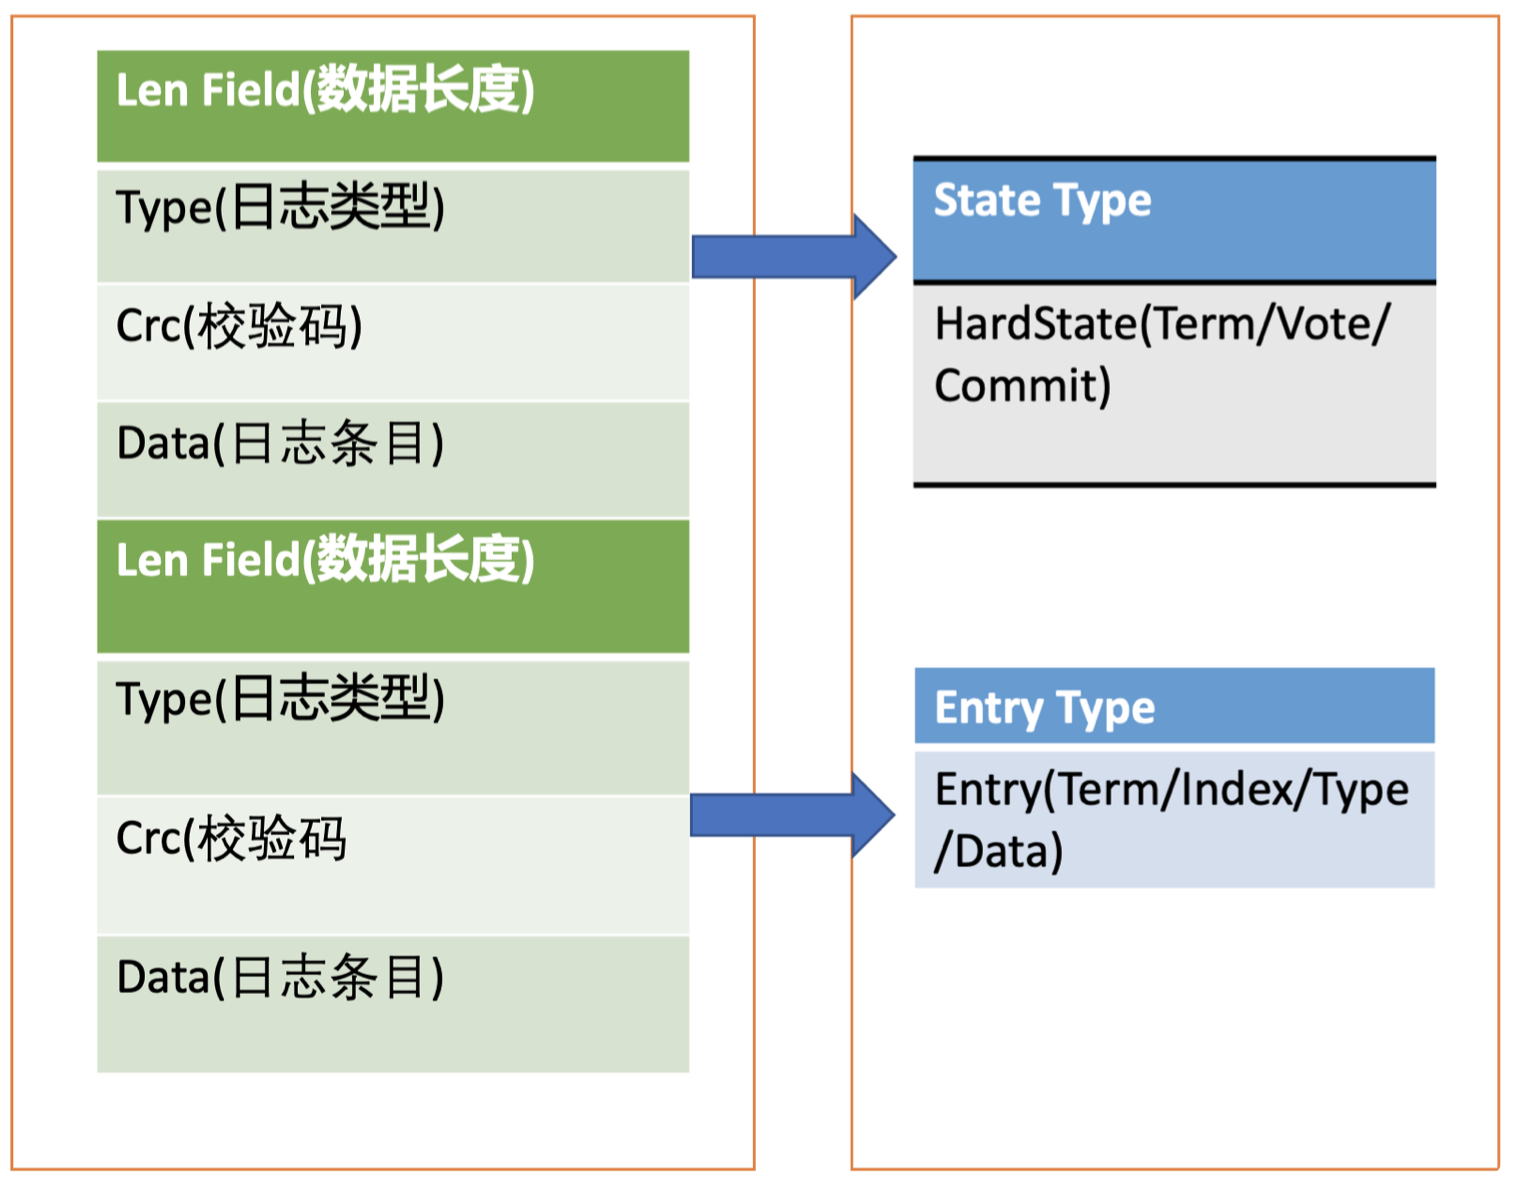 Len Field(数据长度)
Type(日志类型)
Crc(校验码)
Data(日志条目)
Len Field(数据长度)
Type(日志类型)
Crc(校验码
Data(日志条目)
State Type
HardState(Term/Vote/
Commit)
Entry Type
Entry(Term/Index/Type
/Data)